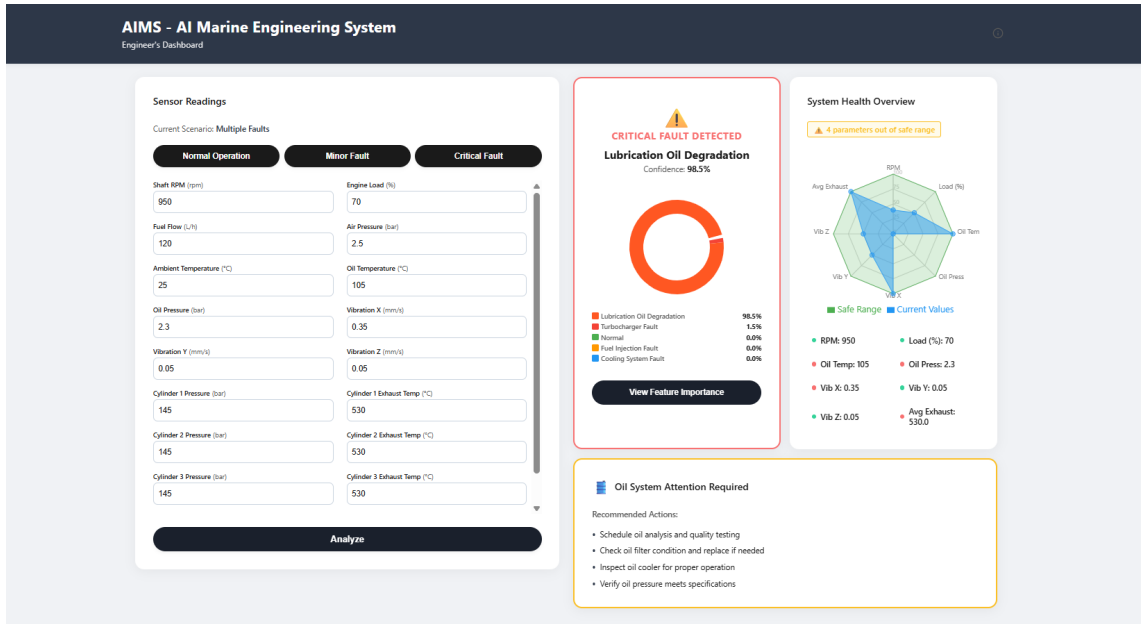 AIMS - AI Marine Engineering System
Engineer's Dashboard
Sensor Readings
Current Scenario: Multiple Faults
Normal Operation
Minor Fault
Critical Fault
Shaft RPM (rpm)
Engine Load (%)
950
70
Fuel Flow (L/h)
Air Pressure (bar)
120
2.5
Ambient Temperature (°C)
Oil Temperature (°C)
25
105
Oil Pressure (bar)
Vibration X (mm/s)
2.3
0.35
Vibration Y (mm/s)
Vibration Z (mm/s)
0.05
0.05
Cylinder 1 Pressure (bar)
Cylinder 1 Exhaust Temp (°C)
145
530
Cylinder 2 Pressure (bar)
Cylinder 2 Exhaust Temp (°C)
145
530
Cylinder 3 Pressure (bar)
Cylinder 3 Exhaust Temp (°C)
145
530
Analyze
CRITICAL FAULT DETECTED
Lubrication Oil Degradation
Confidence: 98.5%
Lubrication Oil Degradation 98.5%
Turbocharger Fault 1.5%
Normal 0.0%
Fuel Injection Fault 0.0%
Cooling System Fault 0.0%
View Feature Importance
System Health Overview
4 parameters out of safe range
RPM
Avg Exhaust
Load (%)
Vib Z
Oil Tem
Vib Y
Oil Press
Vib X
Safe Range
Current Values
• RPM: 950
• Load (%): 70
• Oil Temp: 105
• Oil Press: 2.3
• Vib X: 0.35
• Vib Y: 0.05
• Vib Z: 0.05
• Avg Exhaust:
530.0
Oil System Attention Required
Recommended Actions:
• Schedule oil analysis and quality testing
• Check oil filter condition and replace if needed
• Inspect oil cooler for proper operation
• Verify oil pressure meets specifications